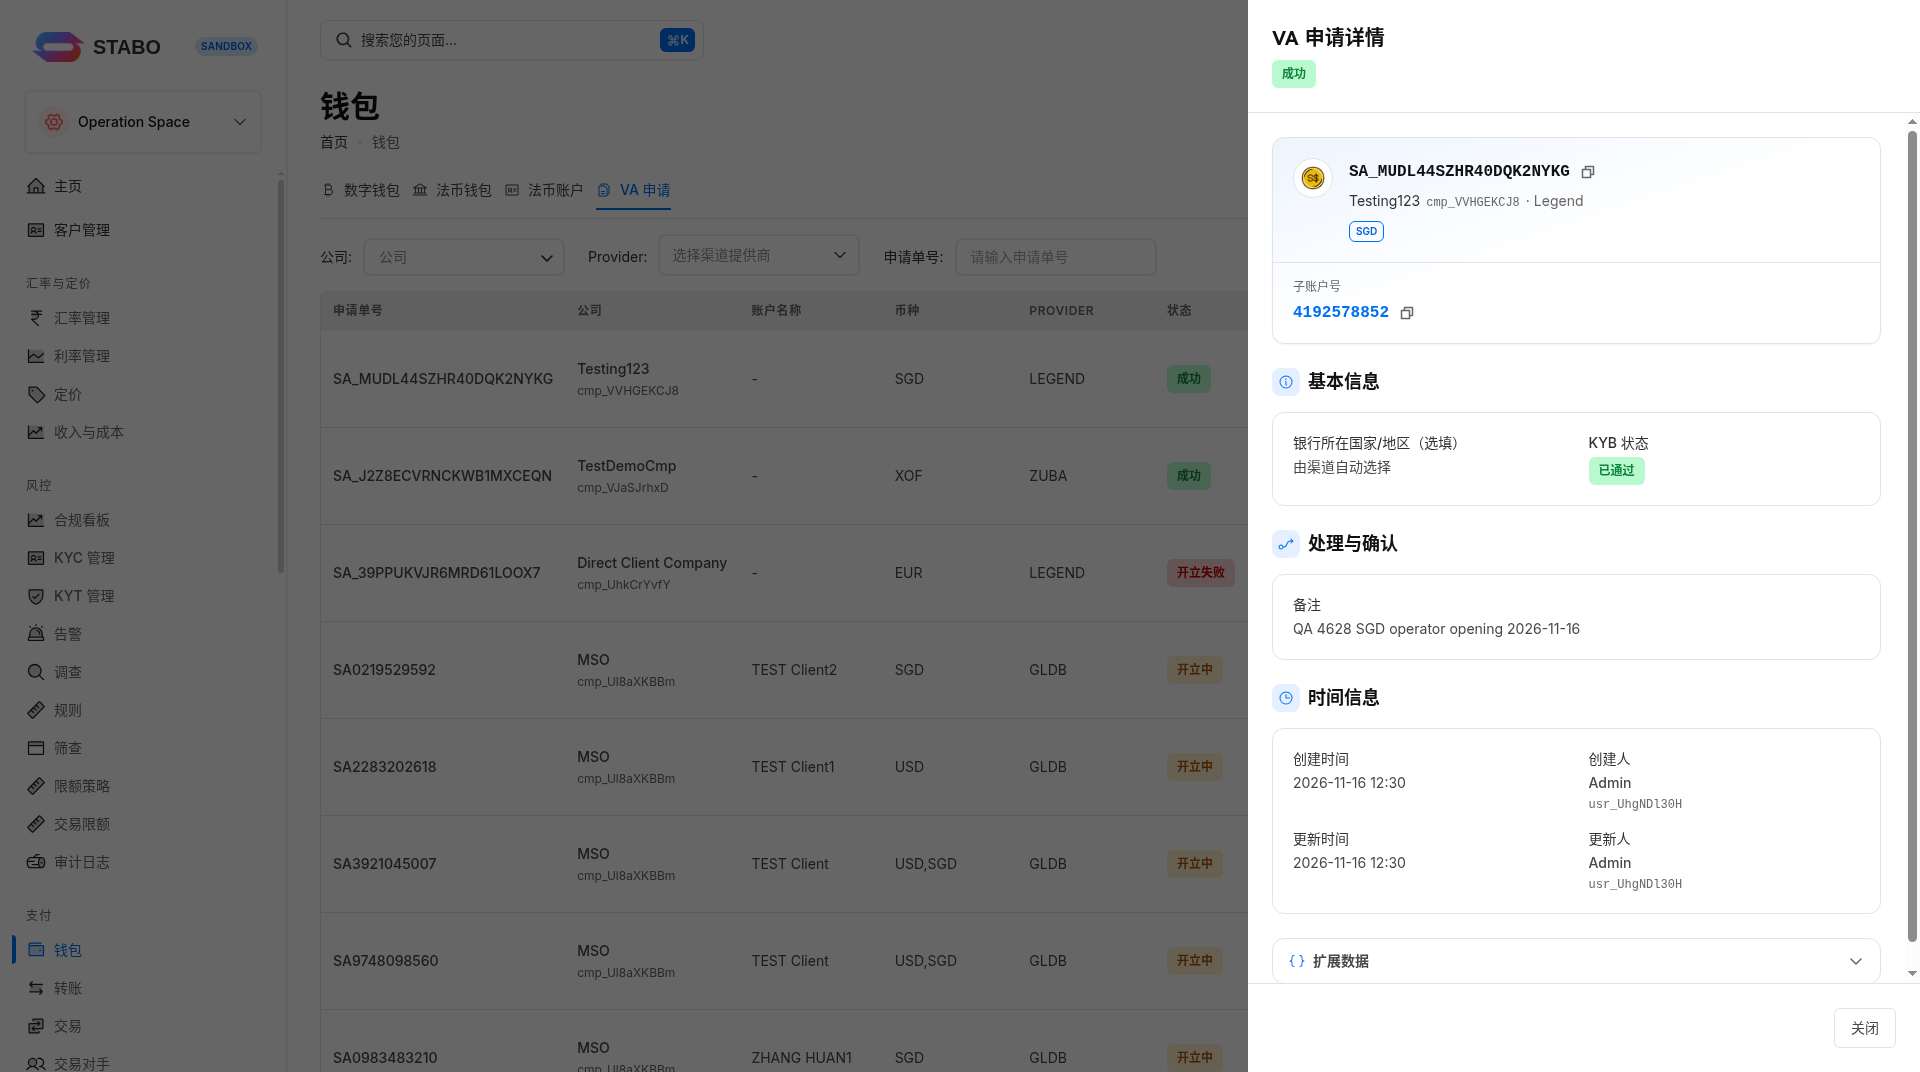 STABO
SANDBOX
Operation Space
主页
客户管理
汇率与定价
汇率管理
利率管理
定价
收入与成本
风控
合规看板
KYC 管理
KYT 管理
告警
调查
规则
筛查
限额策略
交易限额
审计日志
支付
钱包
转账
交易
交易对手
搜索您的页面...
⌘K
钱包
首页 • 钱包
数字钱包 法币钱包 法币账户 VA 申请
公司: 公司 Provider: 选择渠道提供商 申请单号: 请输入申请单号
申请单号 公司 账户名称 币种 PROVIDER 状态
SA_MUDL44SZHR40DQK2NYKG Testing123 - SGD LEGEND 成功
cmp_VVHGEKCJ8
SA_J2Z8ECVRNCKWB1MXCEQN TestDemoCmp - XOF ZUBA 成功
cmp_VJaSJrhxD
SA_39PPUKVJR6MRD61LOOX7 Direct Client Company - EUR LEGEND 开立失败
cmp_UhkCrYvfY
SA0219529592 MSO TEST Client2 SGD GLDB 开立中
cmp_UI8aXKBBm
SA2283202618 MSO TEST Client1 USD GLDB 开立中
cmp_UI8aXKBBm
SA3921045007 MSO TEST Client USD,SGD GLDB 开立中
cmp_UI8aXKBBm
SA9748098560 MSO TEST Client USD,SGD GLDB 开立中
cmp_UI8aXKBBm
SA0983483210 MSO ZHANG HUAN1 SGD GLDB 开立中
cmp_UI8aXKBBm
VA 申请详情
成功
S$
SA_MUDL44SZHR40DQK2NYKG
Testing123 cmp_VVHGEKCJ8 · Legend
SGD
子账户号
4192578852
基本信息
银行所在国家/地区（选填） KYB 状态
由渠道自动选择 已通过
处理与确认
备注
QA 4628 SGD operator opening 2026-11-16
时间信息
创建时间 创建人
2026-11-16 12:30 Admin
usr_UhgNDl30H
更新时间 更新人
2026-11-16 12:30 Admin
usr_UhgNDl30H
{} 扩展数据
关闭